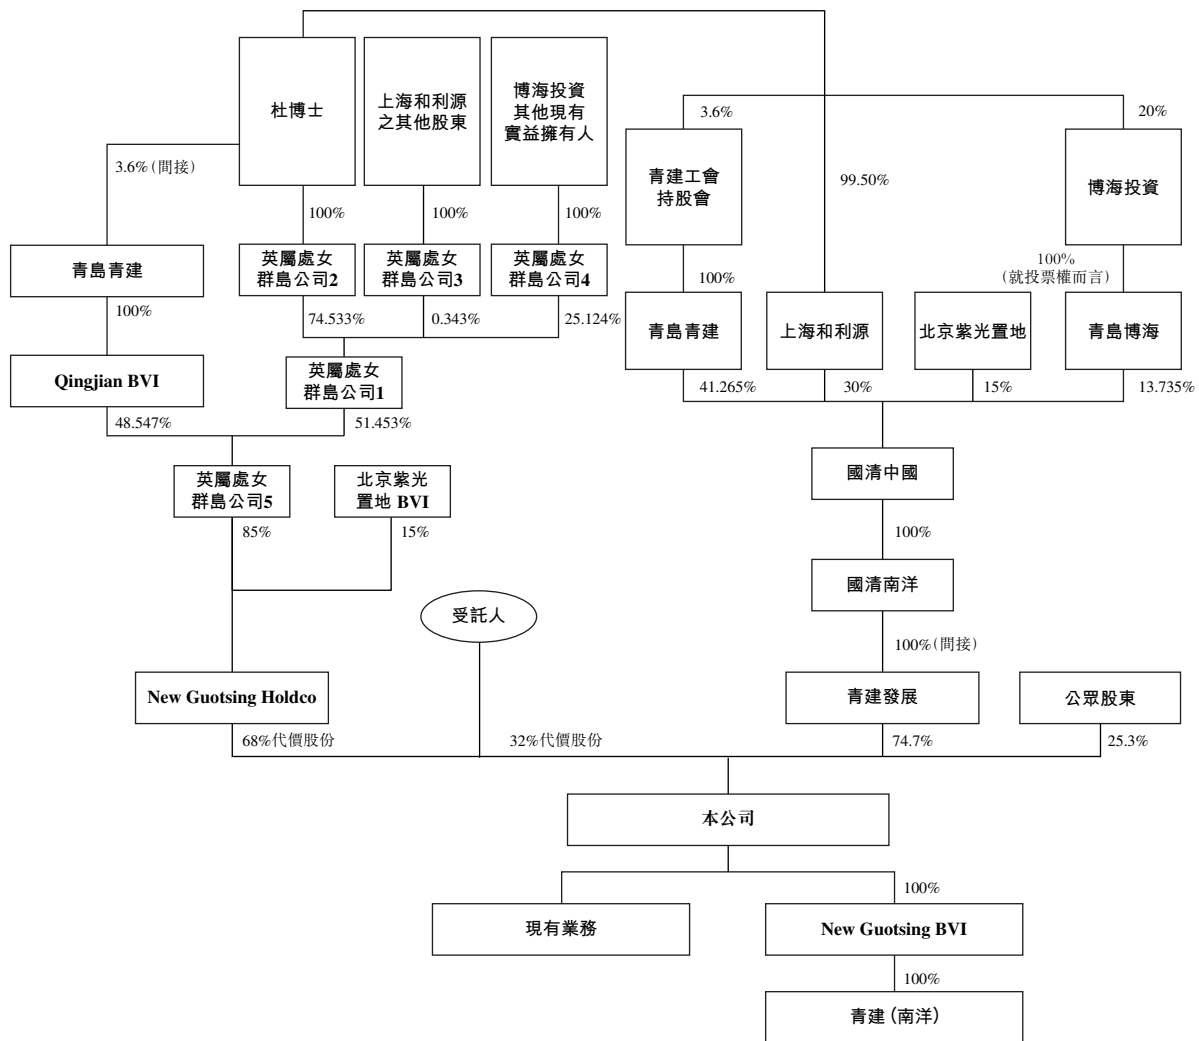 杜博士
上海和利源
之其他股東
博海投資
其他現有
實益擁有人
3.6%
20%
3.6%(間接)
青建工會
持股會
99.50%
博海投資
100%
100%
100%
青島青建
英屬處女
群島公司2
英屬處女
群島公司3
英屬處女
群島公司4
100%
100%
(就投票權而言)
100%
74.533%
0.343%
25.124%
青島青建
上海和利源
北京紫光置地
青島博海
Qingjian BVI
英屬處女
群島公司1
41.265%
30%
15%
13.735%
48.547%
51.453%
英屬處女
群島公司5
北京紫光
置地 BVI
國清中國
85%
15%
100%
國清南洋
受託人
100%(間接)
New Guotsing Holdco
青建發展
公眾股東
68%代價股份
32%代價股份
74.7%
25.3%
本公司
100%
現有業務
New Guotsing BVI
100%
青建(南洋)